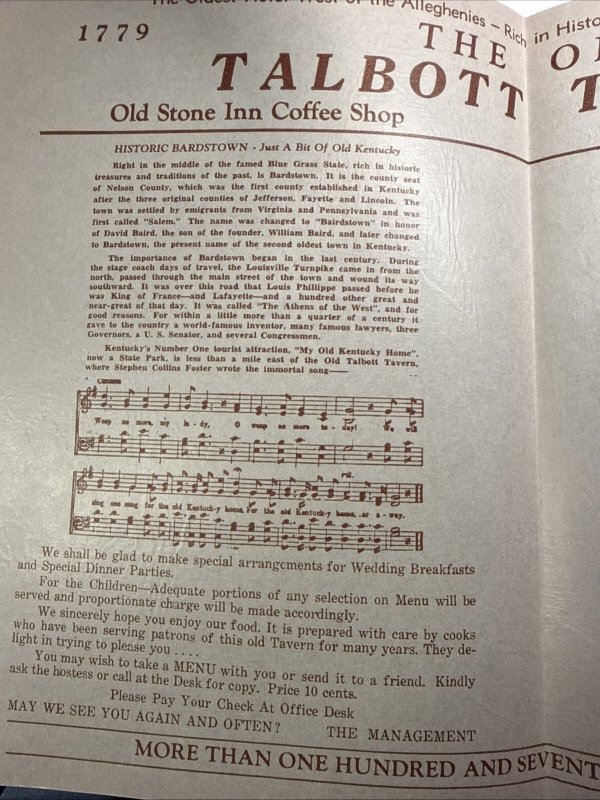 The Oldest Hotel West of the Alleghenies – Rich in Histo
1779
THE
TALBOTT
Old Stone Inn Coffee Shop
HISTORIC BARDSTOWN - Just A Bit Of Old Kentucky
Right in the middle of the famed Blue Grass State, rich in historic
treasures and traditions of the past, is Bardstown. It is the county seat
of Nelson County, which was the first county established in Kentucky
after the three original counties of Jefferson, Fayette and Lincoln. The
town was settled by emigrants from Virginia and Pennsylvania and was
first called "Salem." The name was changed to "Bairdstown" in honor
of David Baird, the son of the founder, William Baird, and later changed
to Bardstown, the present name of the second oldest town in Kentucky.
The importance of Bardstown began in the last century. During
the stage coach days of travel, the Louisville Turnpike came in from the
north, passed through the main street of the town and wound its way
southward. It was over this road that Louis Phillippe passed before he
was King of France—and Lafayette—and a hundred other great and
near-great of that day. It was called "The Athens of the West", and for
good reasons. For within a little more than a quarter of a century it
gave to the country a world-famous inventor, many famous lawyers, three
Governors, a U. S. Senator, and several Congressmen.
Kentucky's Number One tourist attraction, "My Old Kentucky Home",
now a State Park, is less than a mile east of the Old Talbott Tavern,
where Stephen Collins Foster wrote the immortal song—
CHORUS
Weep no more, my la-dy, O weep no more to-day! We will
sing one song for the old Kentuck-y home, For the old Kentuck-y home, far a-way.
We shall be glad to make special arrangements for Wedding Breakfasts
and Special Dinner Parties.
For the Children—Adequate portions of any selection on Menu will be
served and proportionate charge will be made accordingly.
We sincerely hope you enjoy our food. It is prepared with care by cooks
who have been serving patrons of this old Tavern for many years. They de-
light in trying to please you . . . .
You may wish to take a MENU with you or send it to a friend. Kindly
ask the hostess or call at the Desk for copy. Price 10 cents.
Please Pay Your Check At Office Desk
MAY WE SEE YOU AGAIN AND OFTEN? THE MANAGEMENT
MORE THAN ONE HUNDRED AND SEVENT